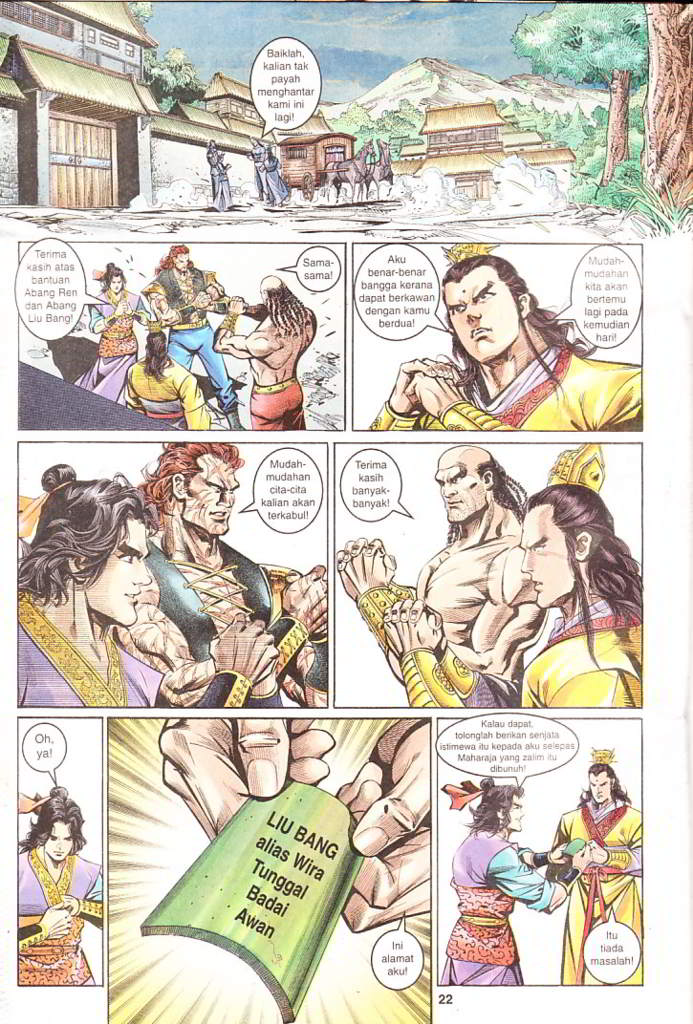 Baiklah,
kalian tak
payah
menghantar
kami ini
lagi!
Terima
kasih atas
bantuan
Abang Ren
dan Abang
Liu Bang!
Sama-
sama!
Aku
benar-benar
bangga kerana
dapat berkawan
dengan kamu
berdua!
Mudah-
mudahan
kita akan
bertemu
lagi pada
kemudian
hari!
Mudah-
mudahan
cita-cita
kalian akan
terkabul!
Terima
kasih
banyak-
banyak!
Oh,
ya!
LIU BANG
alias Wira
Tunggal
Badai
Awan
Ini
alamat
aku!
Kalau dapat,
tolonglah berikan senjata
istimewa itu kepada aku selepas
Maharaja yang zalim itu
dibunuh!
Itu
tiada
masalah!
22